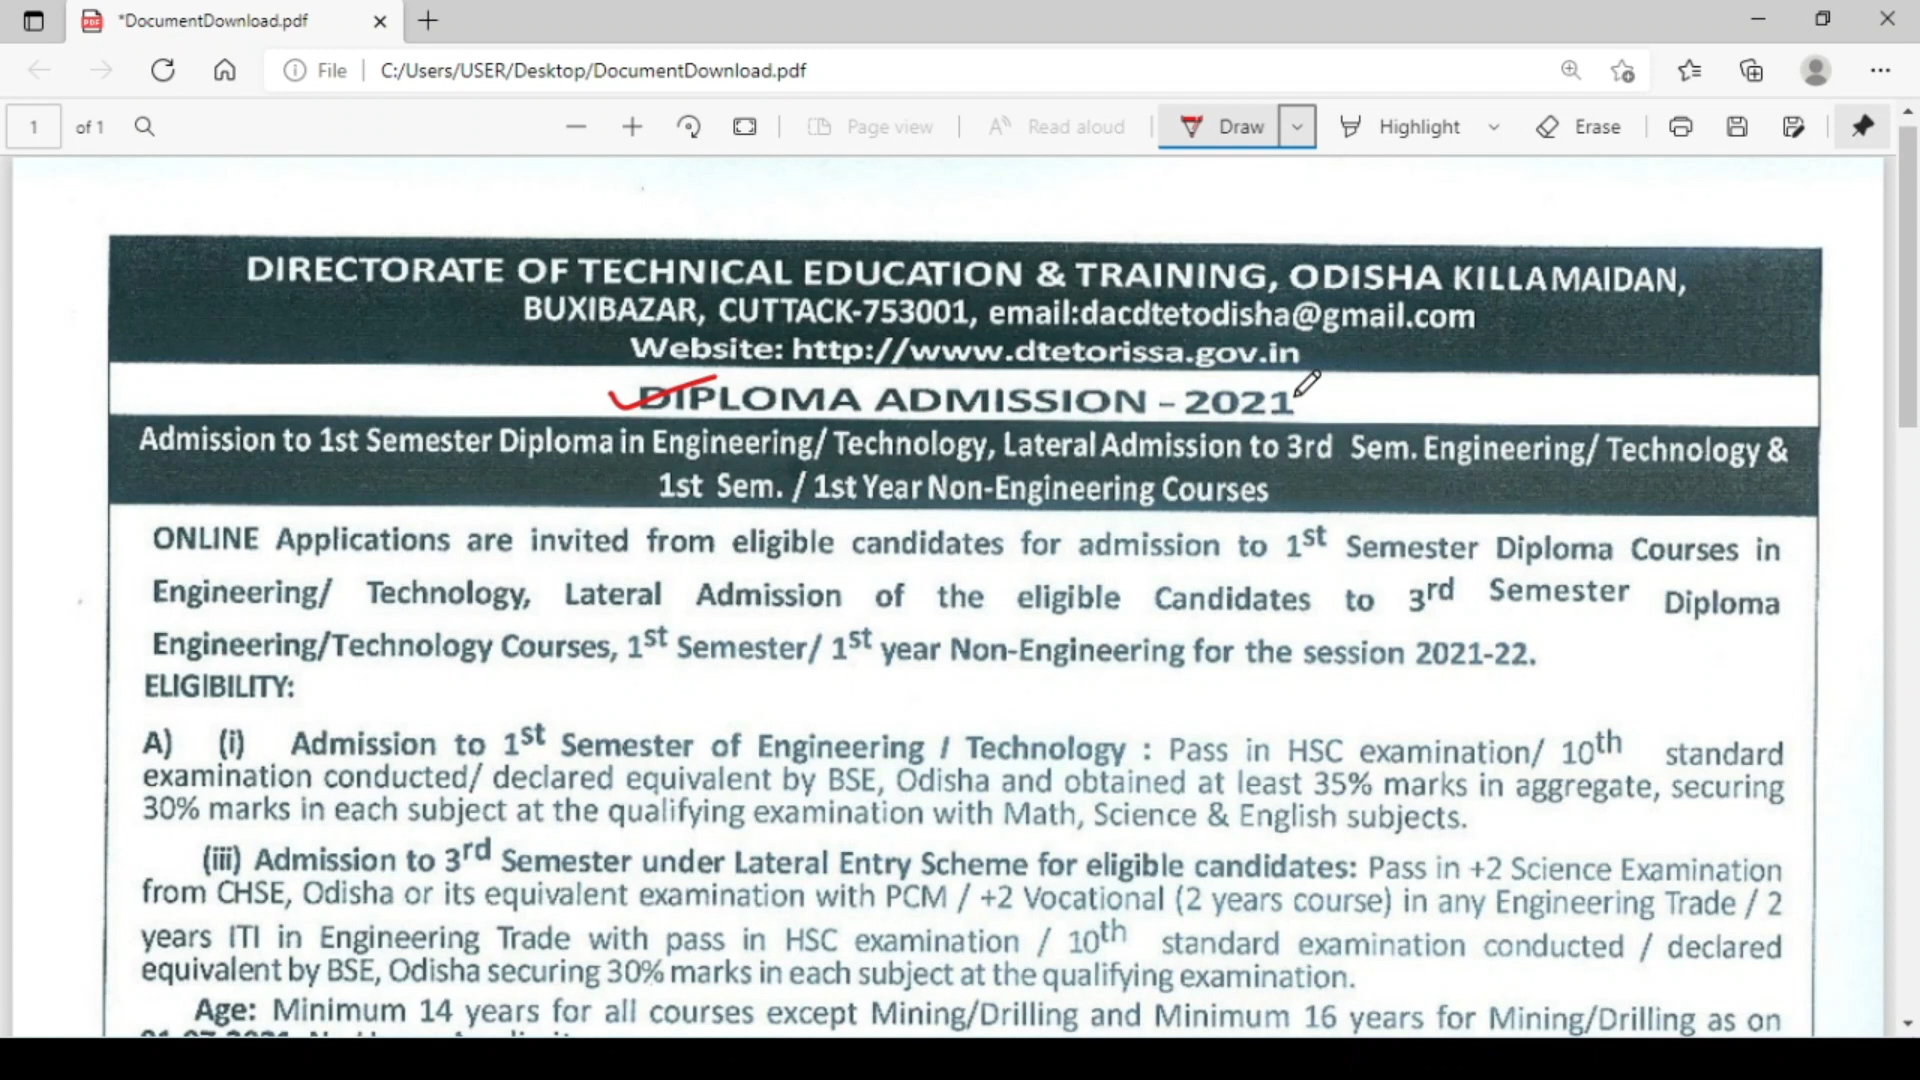 *DocumentDownload.pdf
File
C:/Users/USER/Desktop/DocumentDownload.pdf
1 of 1
Page view
Read aloud
Draw
Highlight
Erase
DIRECTORATE OF TECHNICAL EDUCATION & TRAINING, ODISHA KILLAMAIDAN,
BUXIBAZAR, CUTTACK-753001, email:dacdtetodisha@gmail.com
Website: http://www.dtetorissa.gov.in
DIPLOMA ADMISSION – 2021
Admission to 1st Semester Diploma in Engineering/ Technology, Lateral Admission to 3rd Sem. Engineering/ Technology &
1st Sem. / 1st Year Non-Engineering Courses
ONLINE Applications are invited from eligible candidates for admission to 1st Semester Diploma Courses in
Engineering/ Technology, Lateral Admission of the eligible Candidates to 3rd Semester Diploma
Engineering/Technology Courses, 1st Semester/ 1st year Non-Engineering for the session 2021-22.
ELIGIBILITY:
A) (i) Admission to 1st Semester of Engineering / Technology : Pass in HSC examination/ 10th standard
examination conducted/ declared equivalent by BSE, Odisha and obtained at least 35% marks in aggregate, securing
30% marks in each subject at the qualifying examination with Math, Science & English subjects.
(iii) Admission to 3rd Semester under Lateral Entry Scheme for eligible candidates: Pass in +2 Science Examination
from CHSE, Odisha or its equivalent examination with PCM / +2 Vocational (2 years course) in any Engineering Trade / 2
years ITI in Engineering Trade with pass in HSC examination / 10th standard examination conducted / declared
equivalent by BSE, Odisha securing 30% marks in each subject at the qualifying examination.
Age: Minimum 14 years for all courses except Mining/Drilling and Minimum 16 years for Mining/Drilling as on